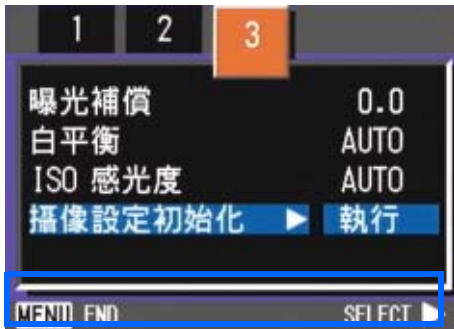 1 2 3
曝光補償 0.0
白平衡 AUTO
ISO 感光度 AUTO
攝像設定初始化 ▶ 執行
MENU END SELECT ▶